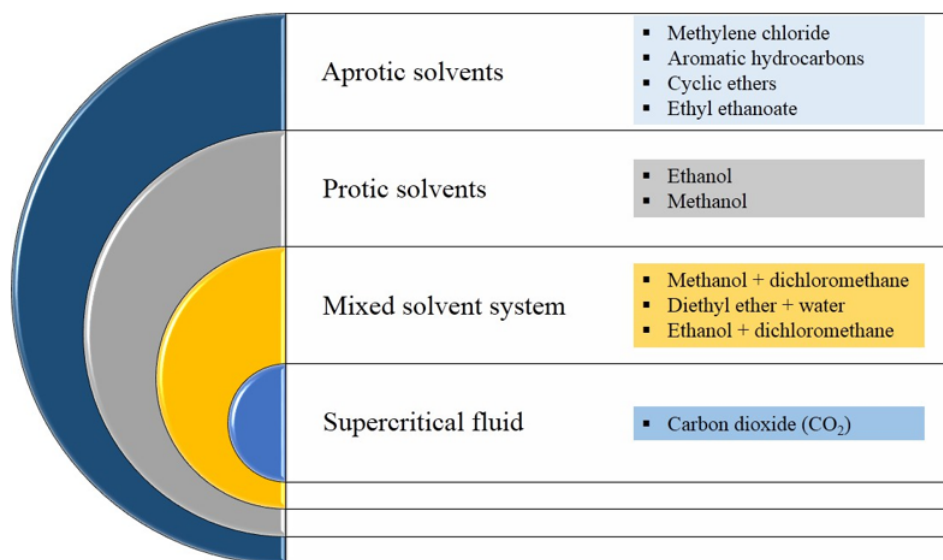 Aprotic solvents
▪ Methylene chloride
▪ Aromatic hydrocarbons
▪ Cyclic ethers
▪ Ethyl ethanoate
Protic solvents
▪ Ethanol
▪ Methanol
Mixed solvent system
▪ Methanol + dichloromethane
▪ Diethyl ether + water
▪ Ethanol + dichloromethane
Supercritical fluid
▪ Carbon dioxide (CO₂)